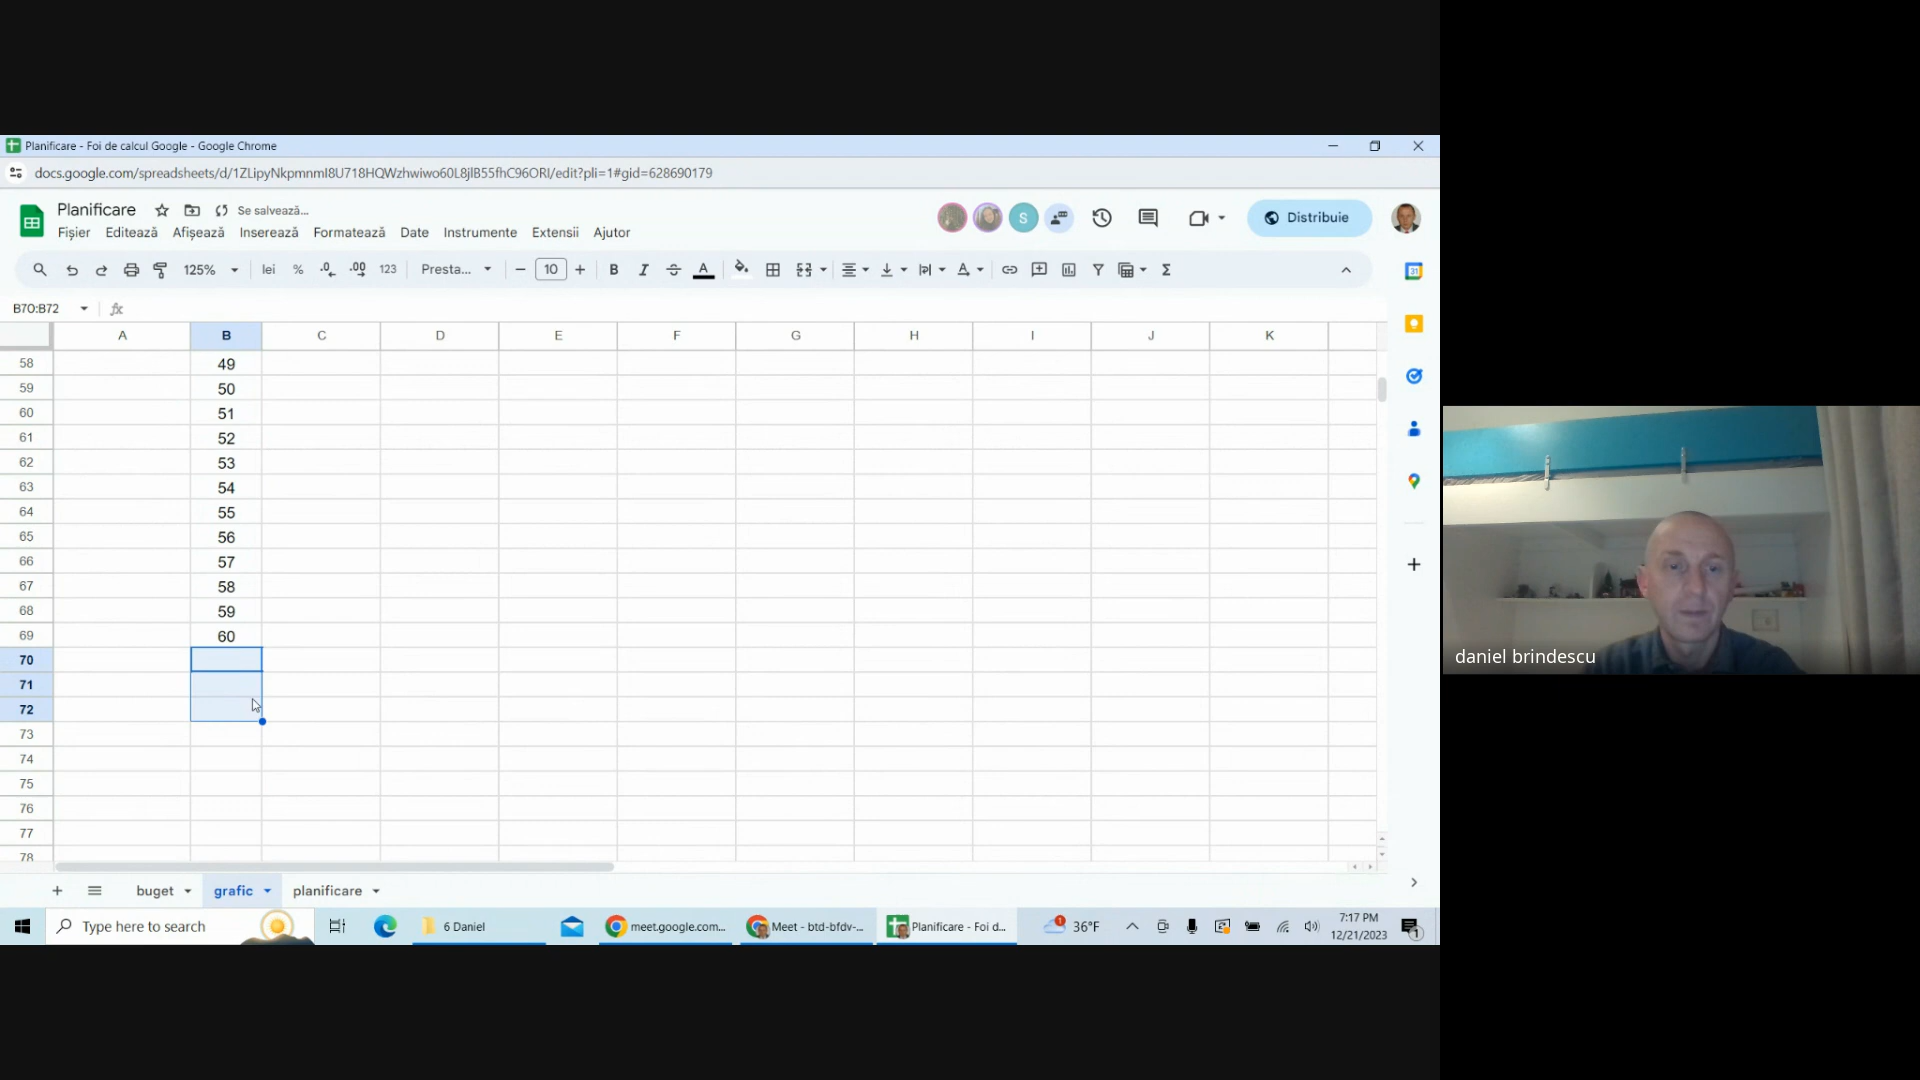 Planificare - Foi de calcul Google - Google Chrome
docs.google.com/spreadsheets/d/1ZLipyNkpmnmI8U718HQWzhwiwo60L8jlB55fhC96ORI/edit?pli=1#gid=628690179
Planificare Se salvează...
S Distribuie
Fișier Editează Afișează Inserează Formatează Date Instrumente Extensii Ajutor
125% lei % .0 .00 123 Presta... 10 B I A
B70:B72
A B C D E F G H I J K
58 49
59 50
60 51
61 52
62 53
63 54
64 55
65 56
66 57
67 58
68 59
69 60
70
71
72
73
74
75
76
77
78
buget grafic planificare
daniel brindescu
Type here to search 6 Daniel meet.google.com... Meet - btd-bfdv-... Planificare - Foi d... 1 36°F 7:17 PM
12/21/2023 1